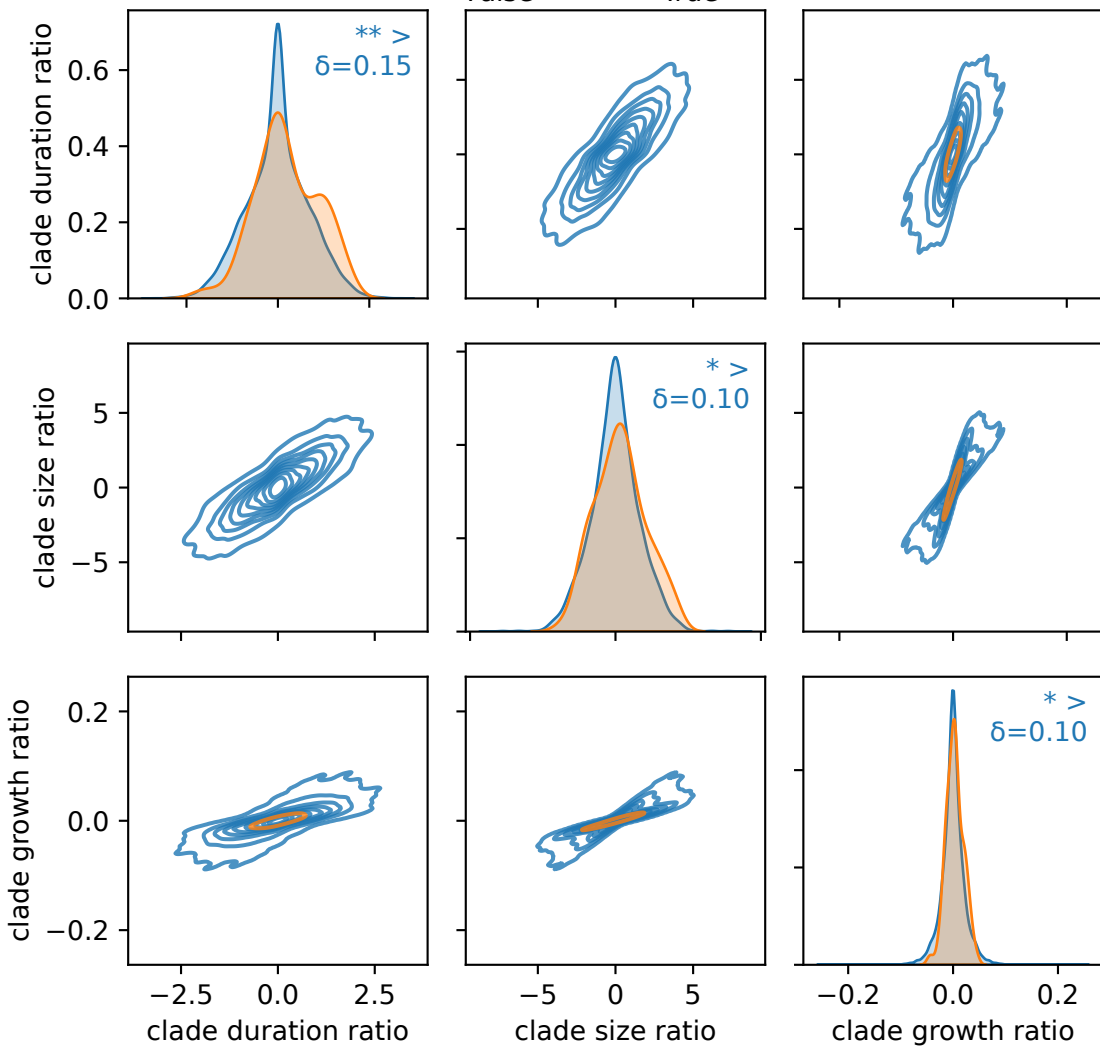 clade duration ratio
0.6
0.4
0.2
0.0
** >
δ=0.15
clade size ratio
5
0
−5
* >
δ=0.10
clade growth ratio
0.2
0.0
−0.2
* >
δ=0.10
−2.5 0.0 2.5
−5 0 5
−0.2 0.0 0.2
clade duration ratio
clade size ratio
clade growth ratio